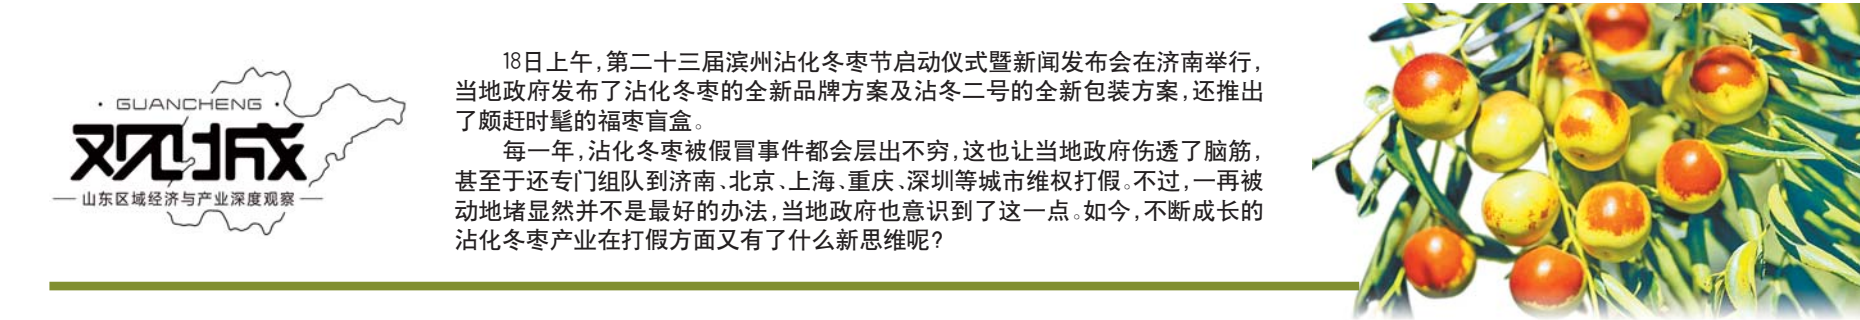 · GUANCHENG ·
观城
山东区域经济与产业深度观察
18日上午,第二十三届滨州沾化冬枣节启动仪式暨新闻发布会在济南举行,
当地政府发布了沾化冬枣的全新品牌方案及沾冬二号的全新包装方案,还推出
了颇赶时髦的福枣盲盒。
每一年,沾化冬枣被假冒事件都会层出不穷,这也让当地政府伤透了脑筋,
甚至于还专门组队到济南、北京、上海、重庆、深圳等城市维权打假。不过,一再被
动地堵显然并不是最好的办法,当地政府也意识到了这一点。如今,不断成长的
沾化冬枣产业在打假方面又有了什么新思维呢?